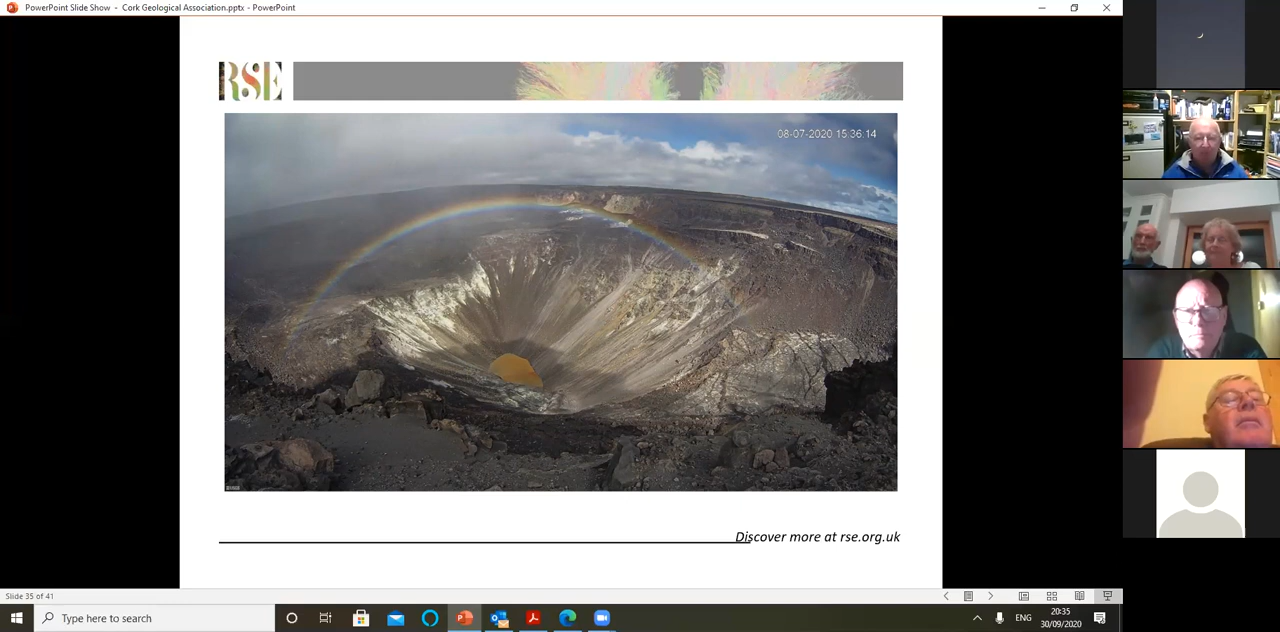 PowerPoint Slide Show - Cork Geological Association.pptx - PowerPoint
RSE
08-07-2020 15:36:14
Discover more at rse.org.uk
Slide 35 of 41
Type here to search
ENG
20:35
30/09/2020